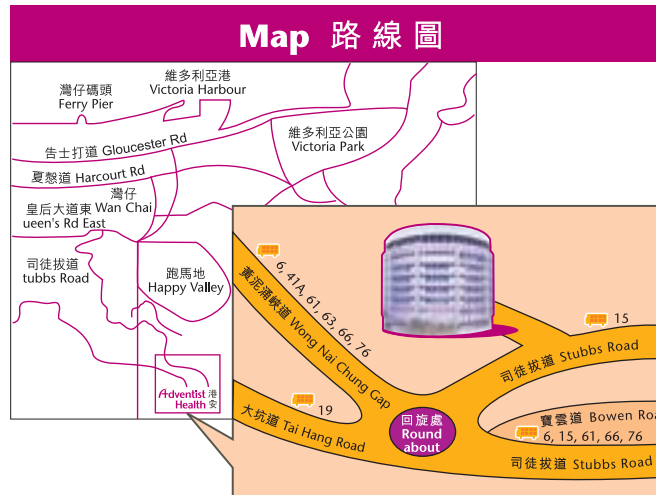 Map 路線圖
灣仔碼頭
Ferry Pier
維多利亞港
Victoria Harbour
告士打道 Gloucester Rd
維多利亞公園
Victoria Park
夏慤道 Harcourt Rd
灣仔
Wan Chai
皇后大道東
ueen's Rd East
司徒拔道
tubbs Road
跑馬地
Happy Valley
Adventist
Health
港安
6, 41A, 61, 63, 66, 76
黃泥涌峽道 Wong Nai Chung Gap
15
司徒拔道 Stubbs Road
19
大坑道 Tai Hang Road
回旋處
Round
about
寶雲道 Bowen Roa
6, 15, 61, 66, 76
司徒拔道 Stubbs Road